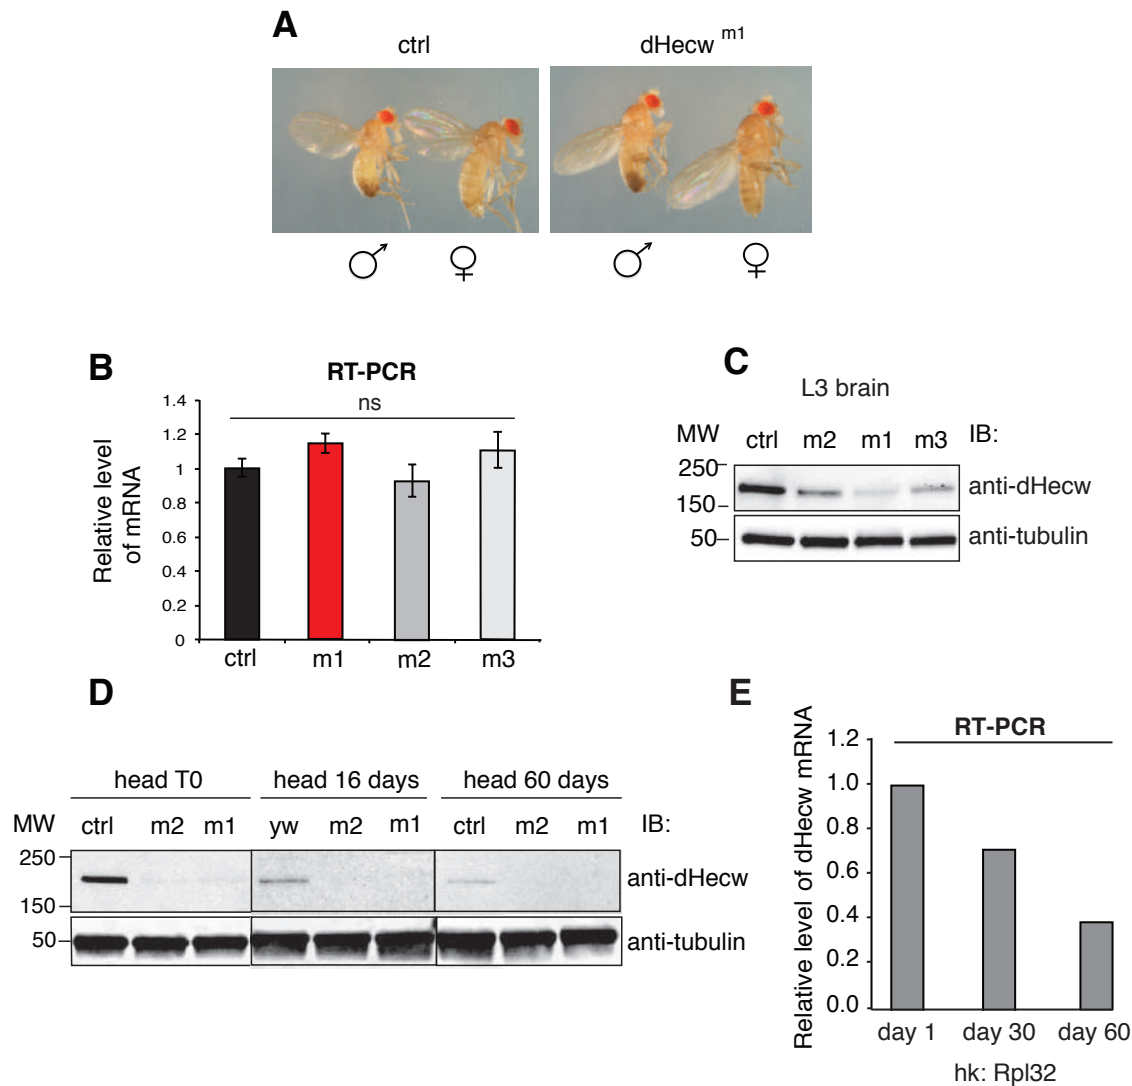 A
ctrl
dHecw m1
♂ ♀ ♂ ♀
B
RT-PCR
ns
Relative level
of mRNA
1.4
1.2
1
0.8
0.6
0.4
0.2
0
ctrl m1 m2 m3
C
L3 brain
MW ctrl m2 m1 m3 IB:
250
anti-dHecw
150
50
anti-tubulin
D
head T0 head 16 days head 60 days
MW ctrl m2 m1 yw m2 m1 ctrl m2 m1 IB:
250
anti-dHecw
150
50
anti-tubulin
E
RT-PCR
Relative level of dHecw mRNA
1.2
1.0
0.8
0.6
0.4
0.2
0.0
day 1 day 30 day 60
hk: Rpl32